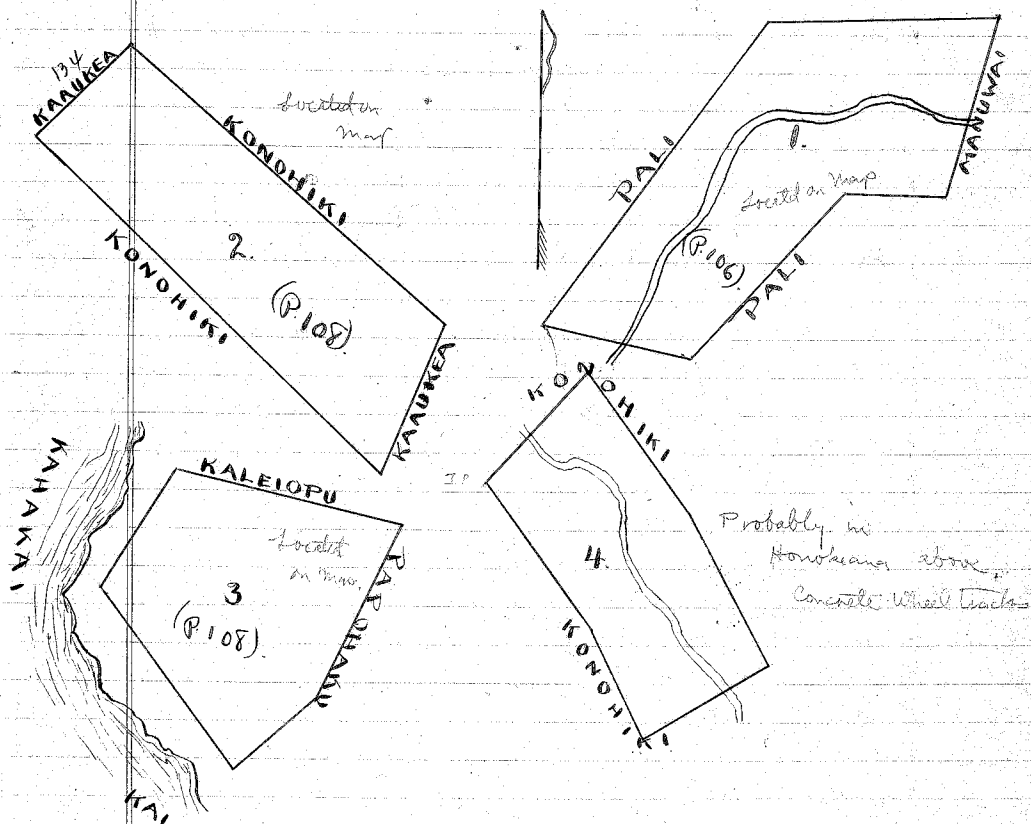 134
KAAUKEA
KONOHIKI
Located on
Map
2.
(P.108).
KONOHIKI
KAAUKEA
PALI
1.
MANUWAI
Located on Map
(P.106).
PALI
KAHAKAI
KALEIOPU
Located
on Map.
3
(P.108).
PAPOHAKU
KAI
KONOHIKI
4.
KONOHIKI
Probably in
Honokeana above,
Concrete Wheel tracks